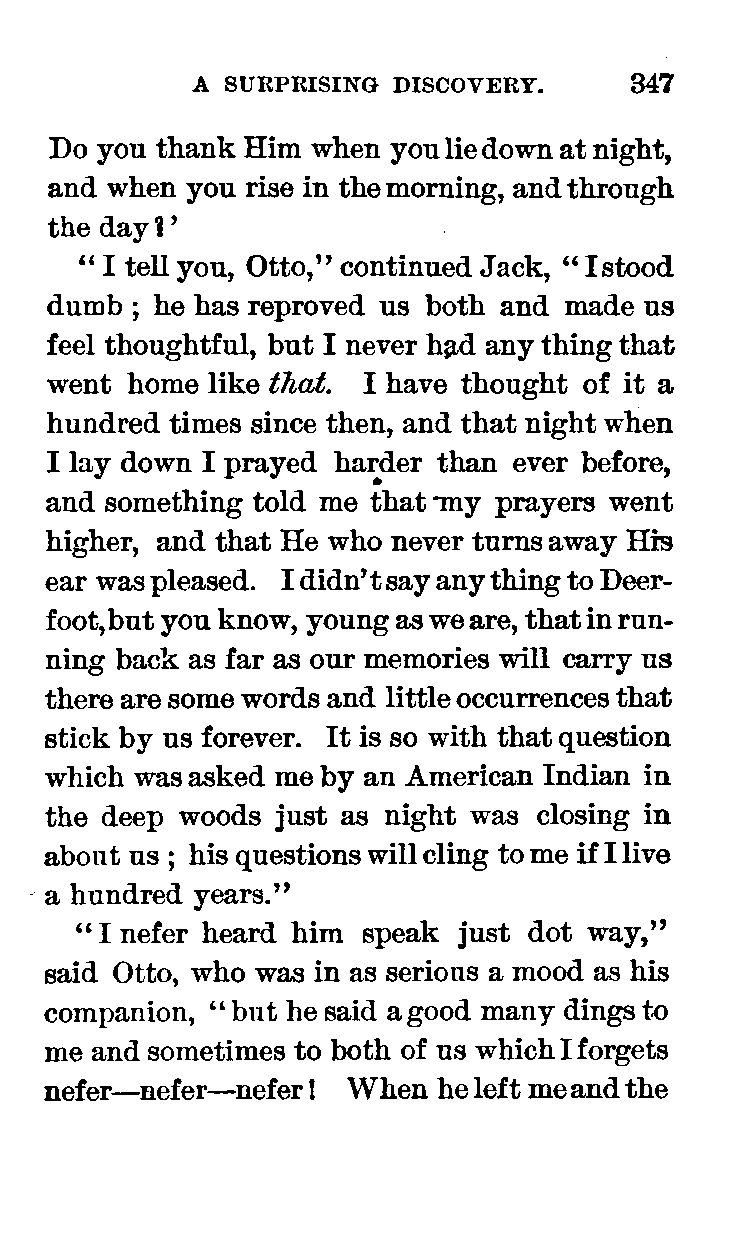 A SURPRISING DISCOVERY. 347
Do you thank Him when you lie down at night,
and when you rise in the morning, and through
the day?'
"I tell you, Otto," continued Jack, "I stood
dumb; he has reproved us both and made us
feel thoughtful, but I never had any thing that
went home like that. I have thought of it a
hundred times since then, and that night when
I lay down I prayed harder than ever before,
and something told me that my prayers went
higher, and that He who never turns away His
ear was pleased. I didn't say any thing to Deer-
foot, but you know, young as we are, that in run-
ning back as far as our memories will carry us
there are some words and little occurrences that
stick by us forever. It is so with that question
which was asked me by an American Indian in
the deep woods just as night was closing in
about us; his questions will cling to me if I live
a hundred years."
"I nefer heard him speak just dot way,"
said Otto, who was in as serious a mood as his
companion, "but he said a good many dings to
me and sometimes to both of us which I forgets
nefer—nefer—nefer! When he left me and the